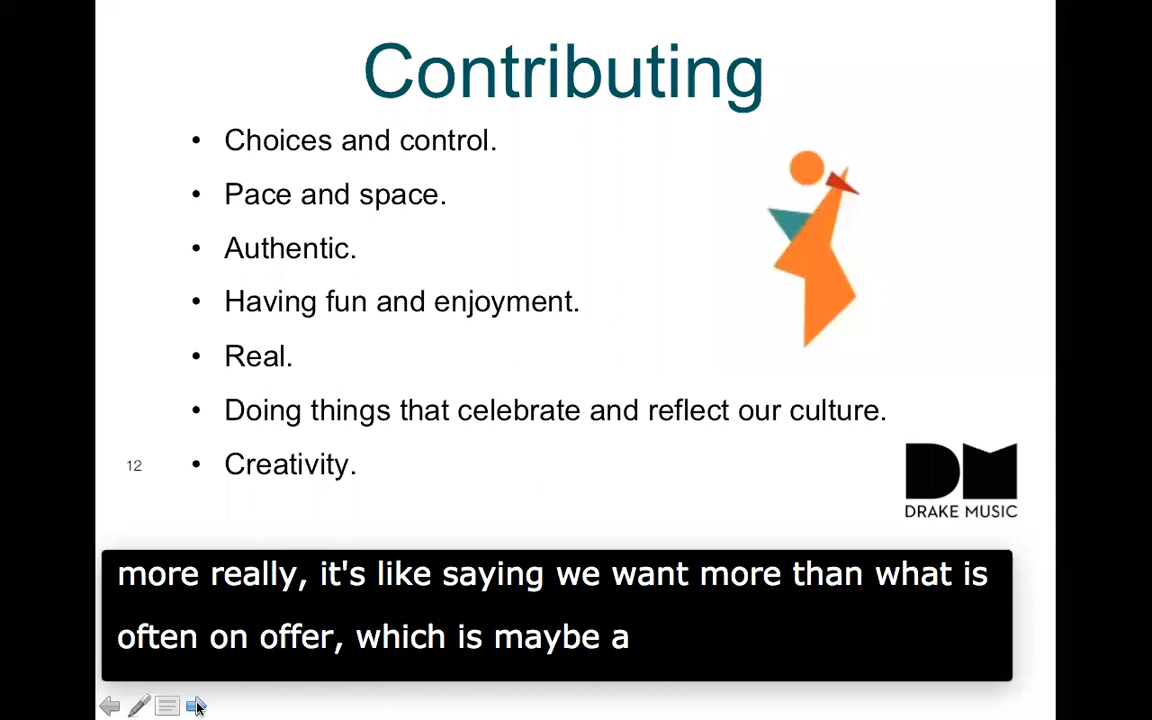 Contributing
• Choices and control.
• Pace and space.
• Authentic.
• Having fun and enjoyment.
• Real.
• Doing things that celebrate and reflect our culture.
12
• Creativity.
DM
DRAKE MUSIC
more really, it's like saying we want more than what is
often on offer, which is maybe a